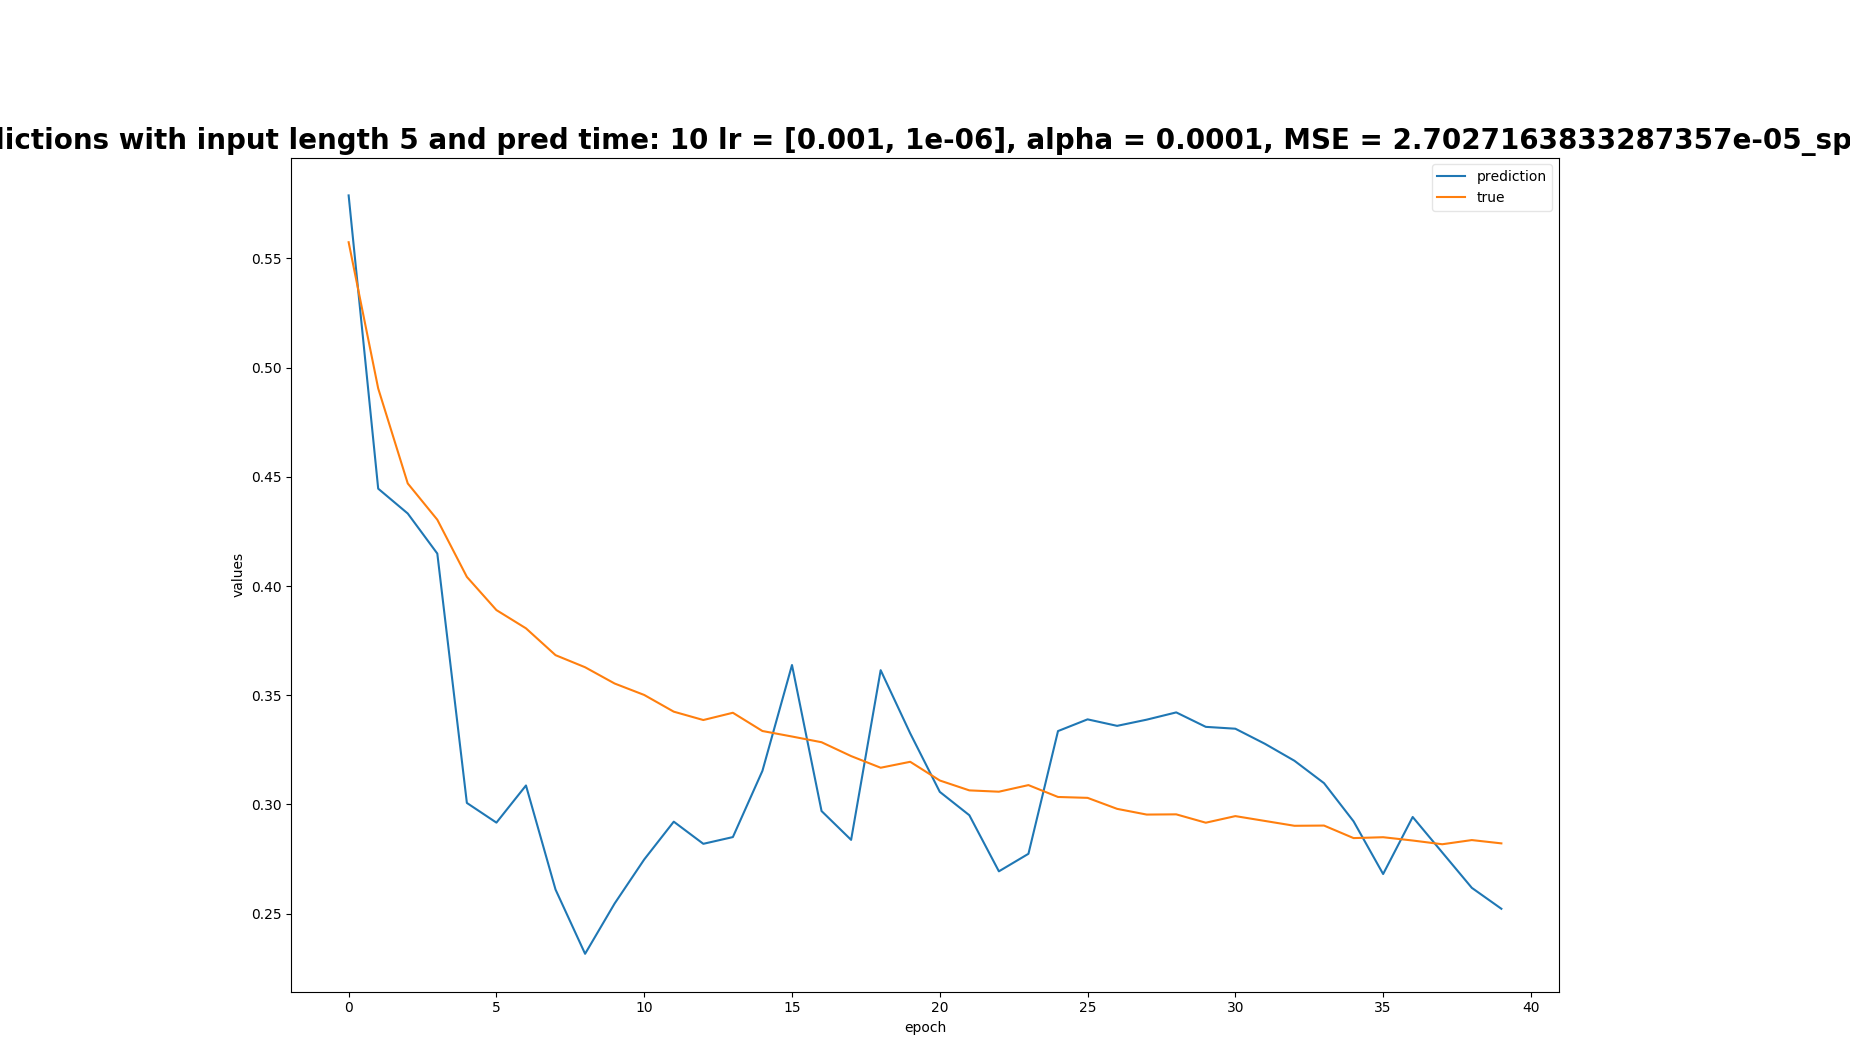 dictions with input length 5 and pred time: 10 lr = [0.001, 1e-06], alpha = 0.0001, MSE = 2.7027163833287357e-05_sp
prediction
true
values
0.55
0.50
0.45
0.40
0.35
0.30
0.25
0 5 10 15 20 25 30 35 40
epoch